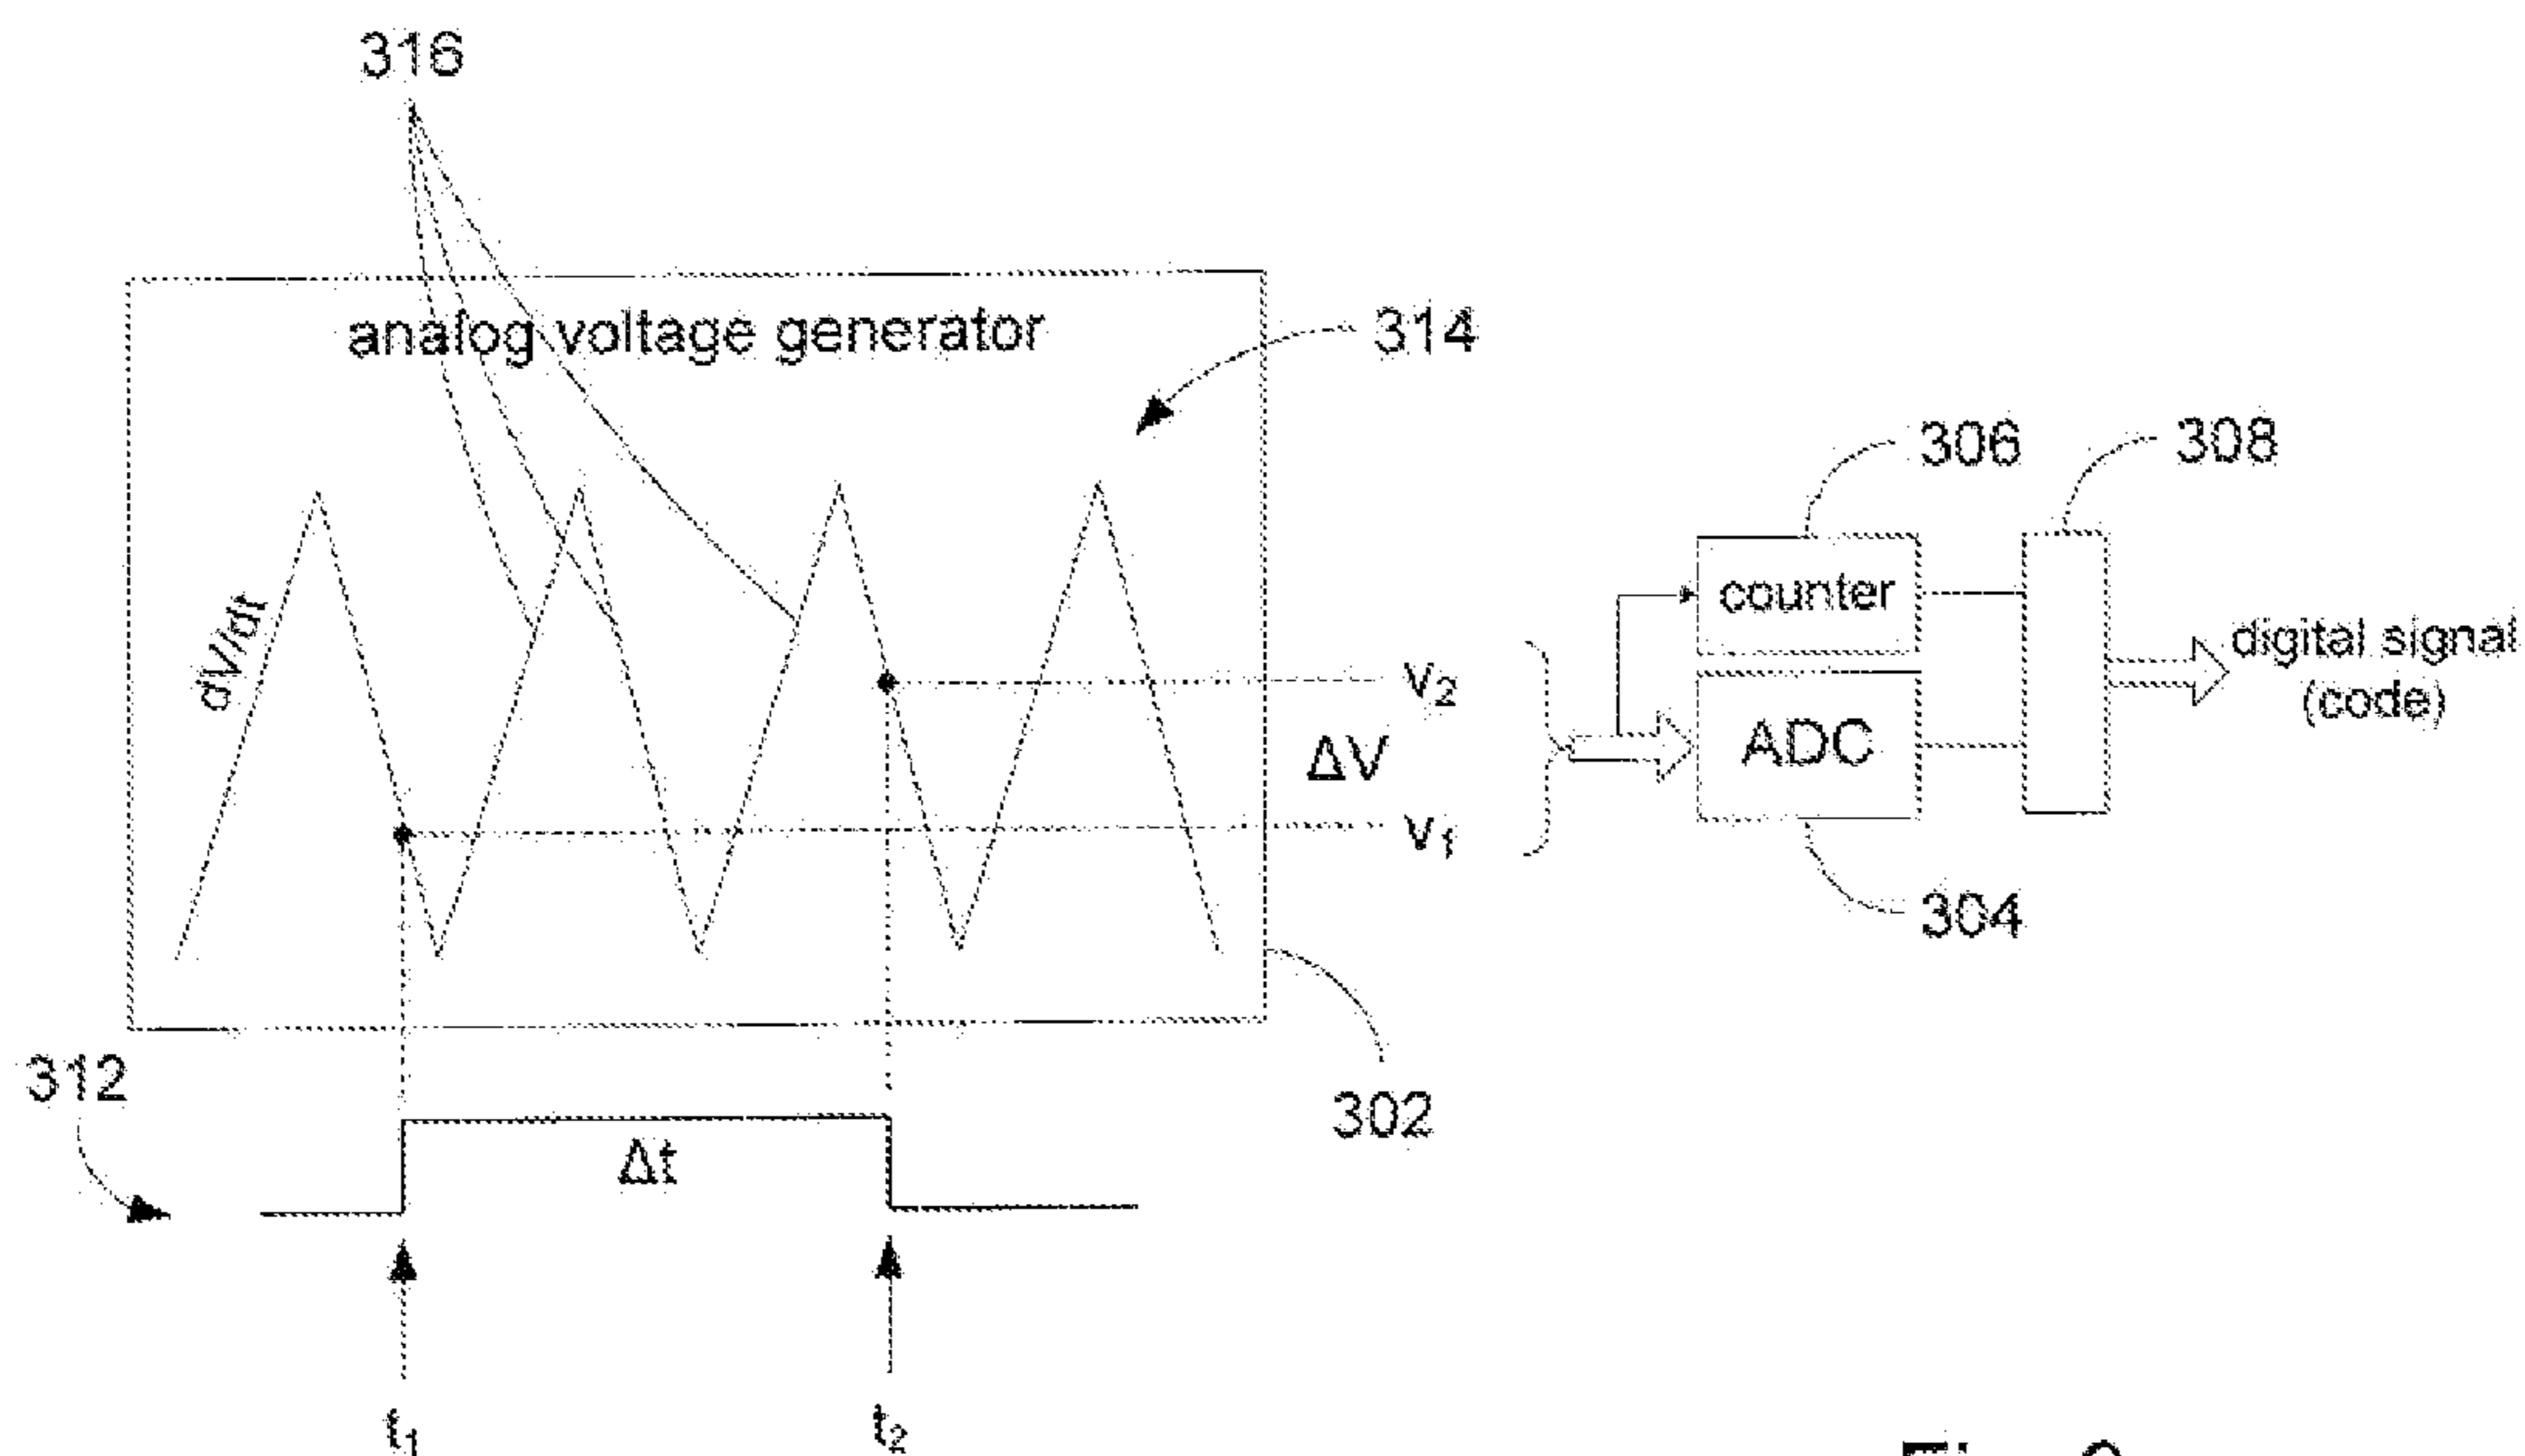 316
analog voltage generator
314
306
308
dV/dt
counter
digital signal
(code)
v₂
ΔV
ADC
v₁
304
312
302
Δt
t₁
t₂